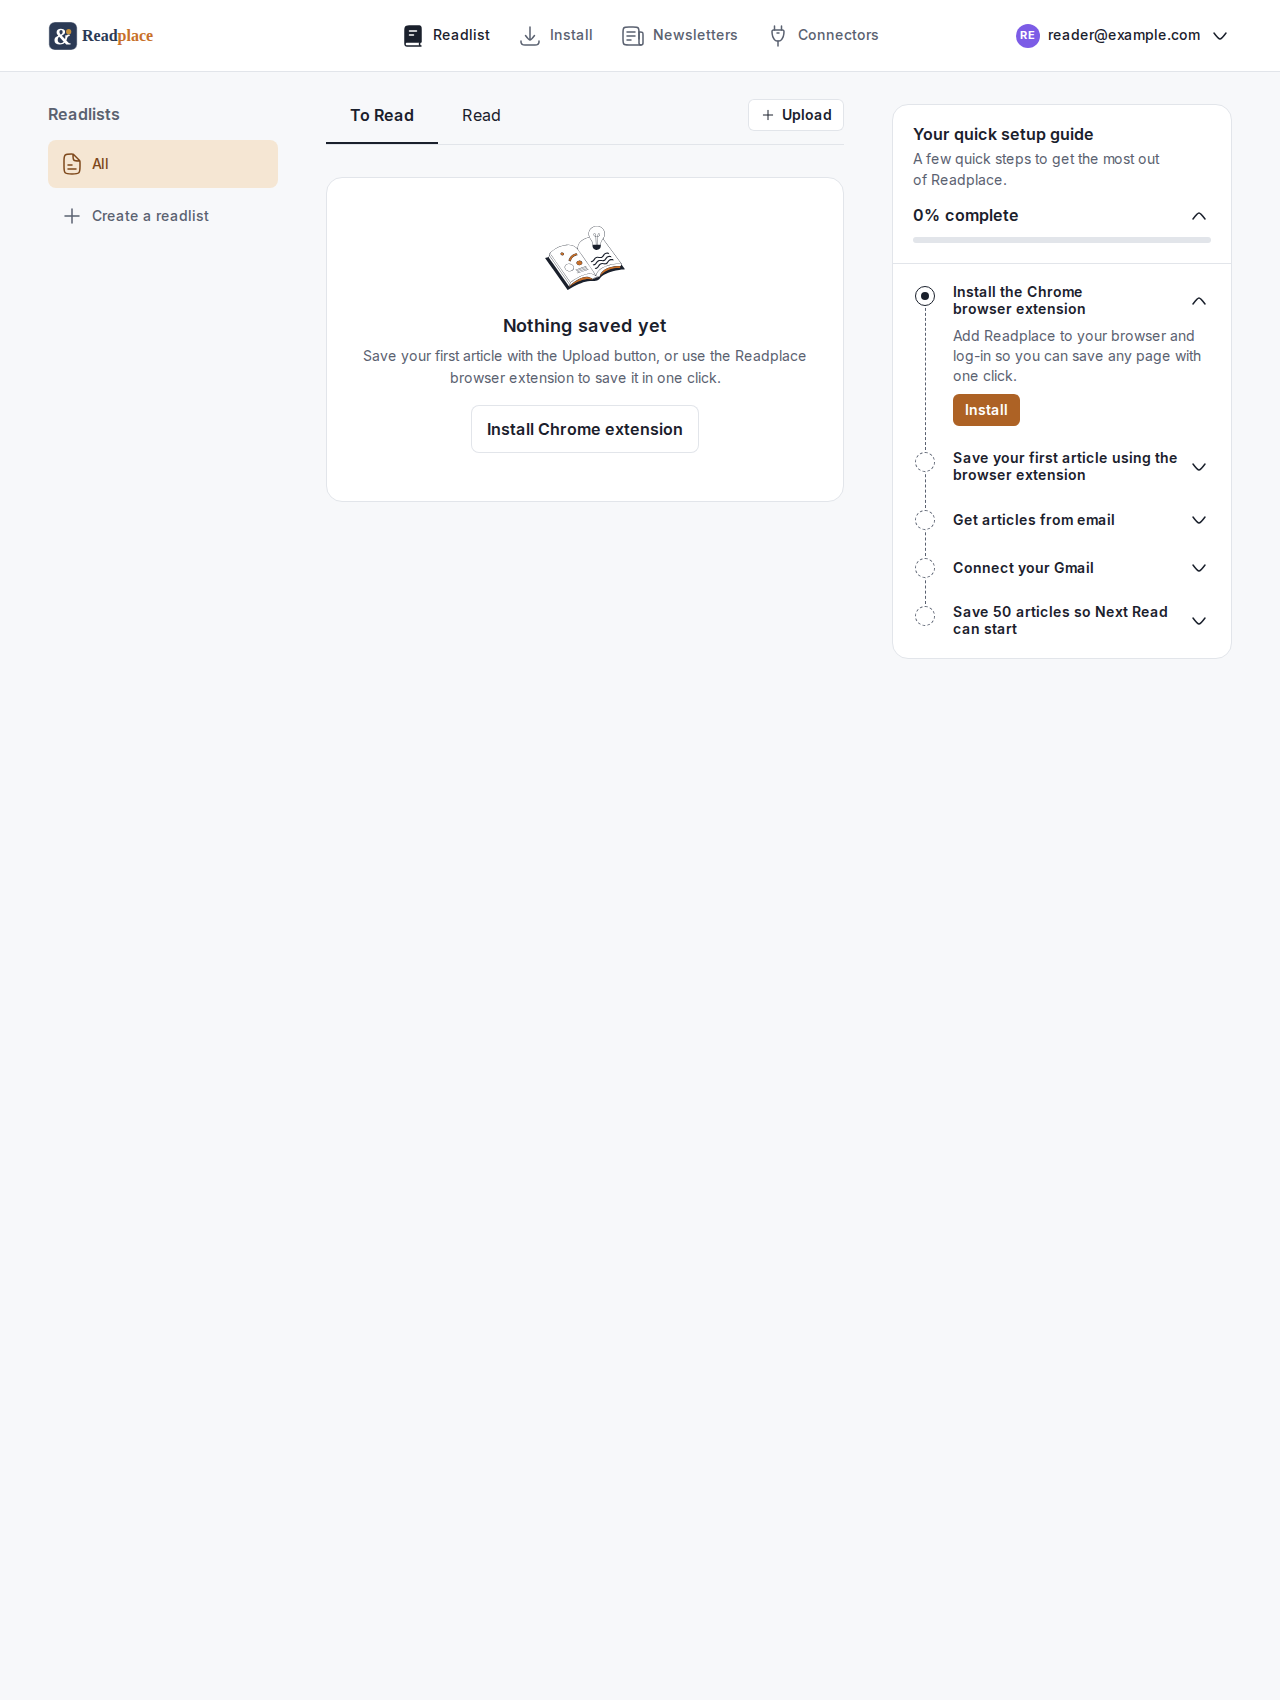 & Readplace
Readlist
Install
Newsletters
Connectors
RE reader@example.com
Readlists
All
Create a readlist
To Read
Read
Upload
Nothing saved yet
Save your first article with the Upload button, or use the Readplace
browser extension to save it in one click.
Install Chrome extension
Your quick setup guide
A few quick steps to get the most out
of Readplace.
0% complete
Install the Chrome
browser extension
Add Readplace to your browser and
log-in so you can save any page with
one click.
Install
Save your first article using the
browser extension
Get articles from email
Connect your Gmail
Save 50 articles so Next Read
can start